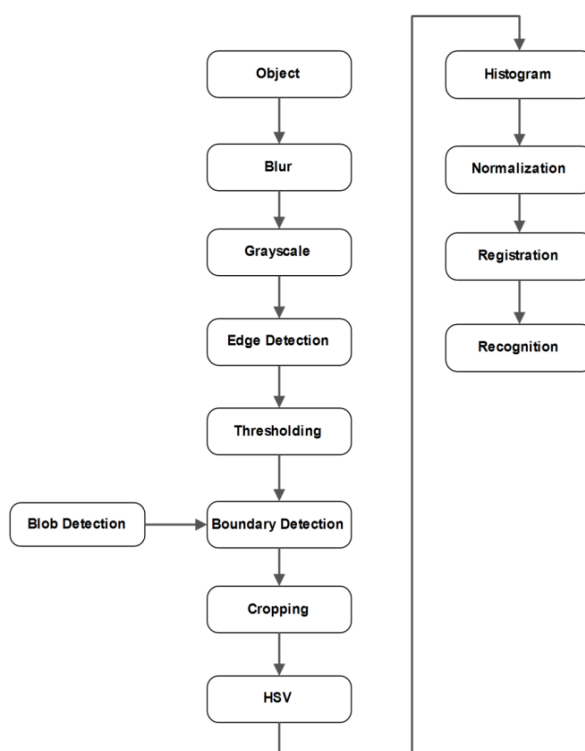 Object
Blur
Grayscale
Edge Detection
Thresholding
Blob Detection
Boundary Detection
Cropping
HSV
Histogram
Normalization
Registration
Recognition